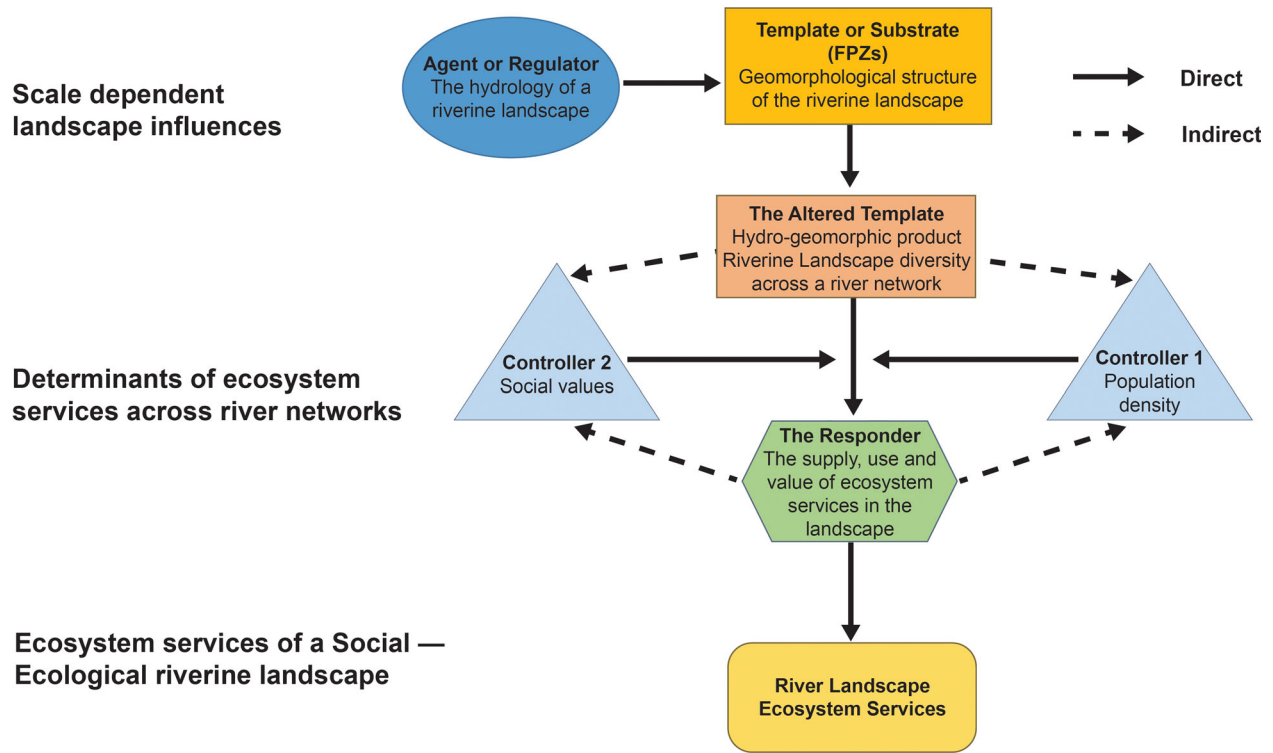 Scale dependent
landscape influences
Agent or Regulator
The hydrology of a
riverine landscape
Template or Substrate
(FPZs)
Geomorphological structure
of the riverine landscape
Direct
Indirect
The Altered Template
Hydro-geomorphic product
Riverine Landscape diversity
across a river network
Determinants of ecosystem
services across river networks
Controller 2
Social values
Controller 1
Population
density
The Responder
The supply, use and
value of ecosystem
services in the
landscape
Ecosystem services of a Social —
Ecological riverine landscape
River Landscape
Ecosystem Services